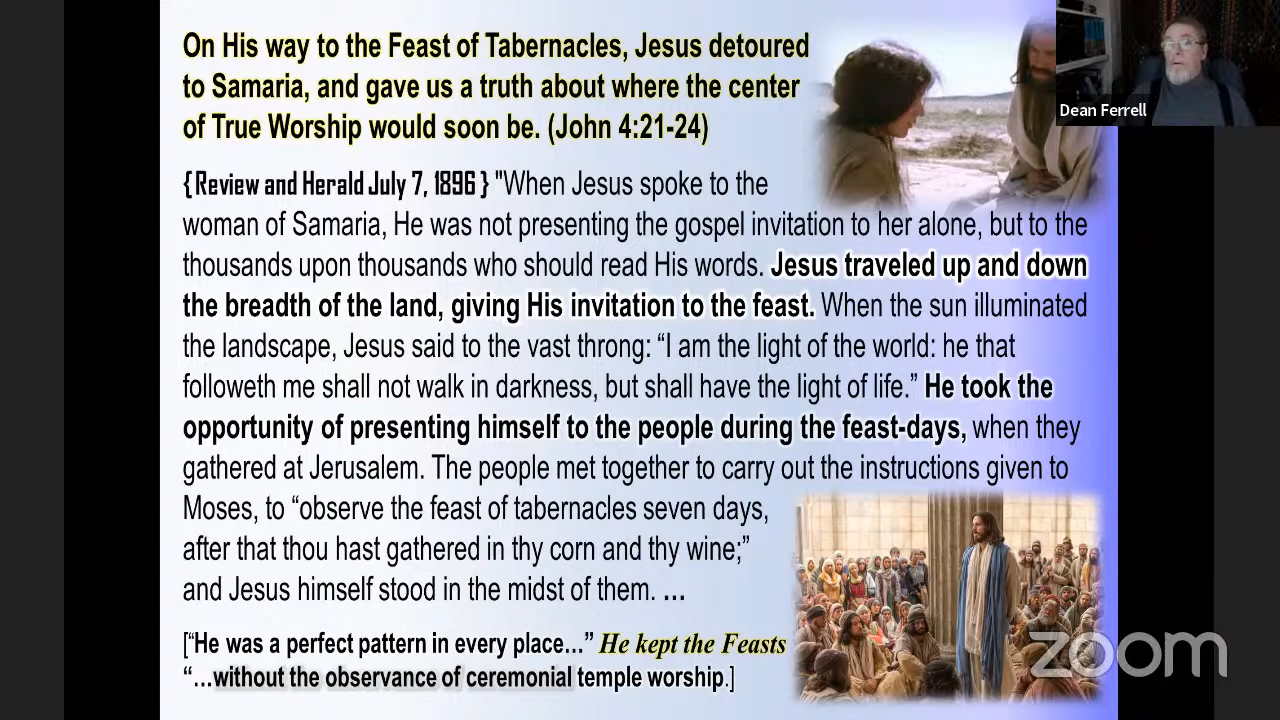 On His way to the Feast of Tabernacles, Jesus detoured
to Samaria, and gave us a truth about where the center
of True Worship would soon be. (John 4:21-24)
Dean Ferrell
{Review and Herald July 7, 1896} "When Jesus spoke to the
woman of Samaria, He was not presenting the gospel invitation to her alone, but to the
thousands upon thousands who should read His words. Jesus traveled up and down
the breadth of the land, giving His invitation to the feast. When the sun illuminated
the landscape, Jesus said to the vast throng: “I am the light of the world: he that
followeth me shall not walk in darkness, but shall have the light of life.” He took the
opportunity of presenting himself to the people during the feast-days, when they
gathered at Jerusalem. The people met together to carry out the instructions given to
Moses, to “observe the feast of tabernacles seven days,
after that thou hast gathered in thy corn and thy wine;”
and Jesus himself stood in the midst of them. ...
[“He was a perfect pattern in every place...” He kept the Feasts
“...without the observance of ceremonial temple worship.]
zoom